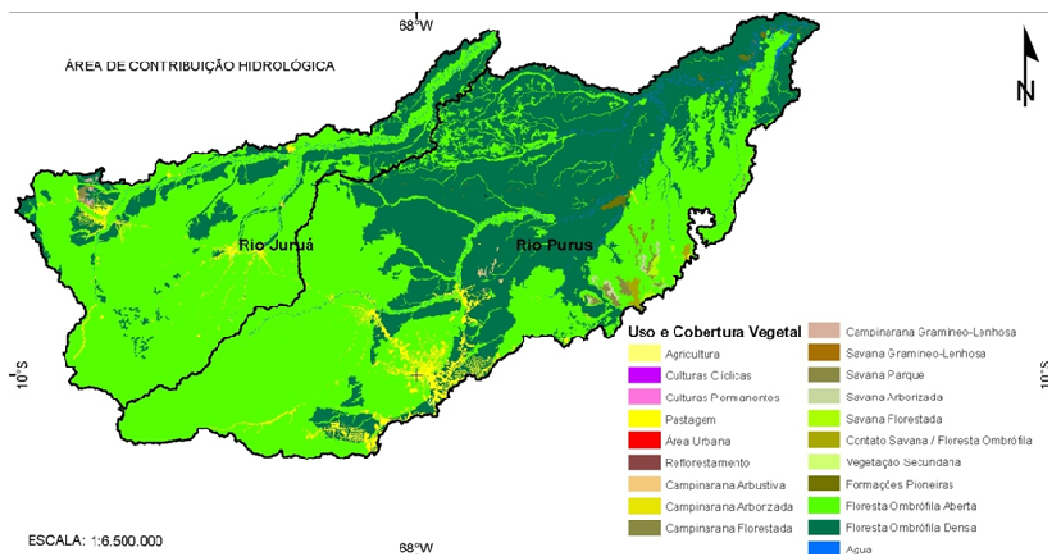 68°W
ÁREA DE CONTRIBUIÇÃO HIDROLÓGICA
N
Rio Juruá
Rio Purus
10°S
10°S
Uso e Cobertura Vegetal
Agricultura
Culturas Cíclicas
Culturas Permanentes
Pastagem
Área Urbana
Reflorestamento
Campinarana Arbustiva
Campinarana Arborizada
Campinarana Florestada
Campinarana Gramíneo-Lenhosa
Savana Gramíneo-Lenhosa
Savana Parque
Savana Arborizada
Savana Florestada
Contato Savana / Floresta Ombrófila
Vegetação Secundária
Formações Pioneiras
Floresta Ombrófila Aberta
Floresta Ombrófila Densa
Água
ESCALA: 1:6.500.000
68°W